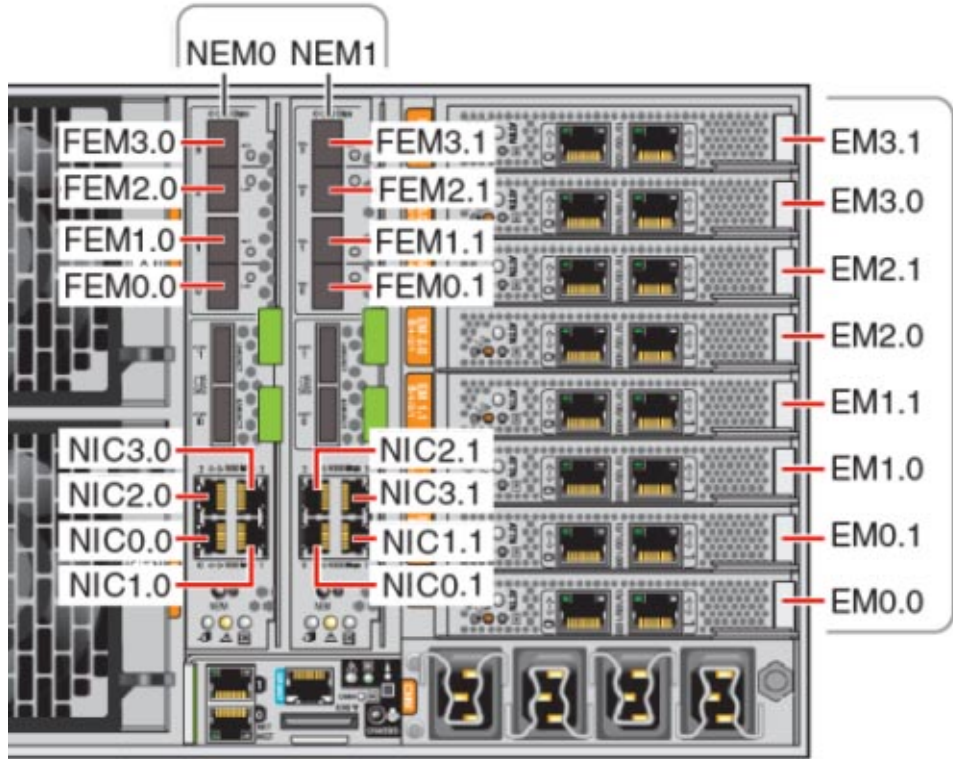 NEM0 NEM1
FEM3.0 FEM3.1 EM3.1
FEM2.0 FEM2.1 EM3.0
FEM1.0 FEM1.1 EM2.1
FEM0.0 FEM0.1 EM2.0
EM1.1
NIC3.0 NIC2.1 EM1.0
NIC2.0 NIC3.1
NIC0.0 NIC1.1 EM0.1
NIC1.0 NIC0.1 EM0.0